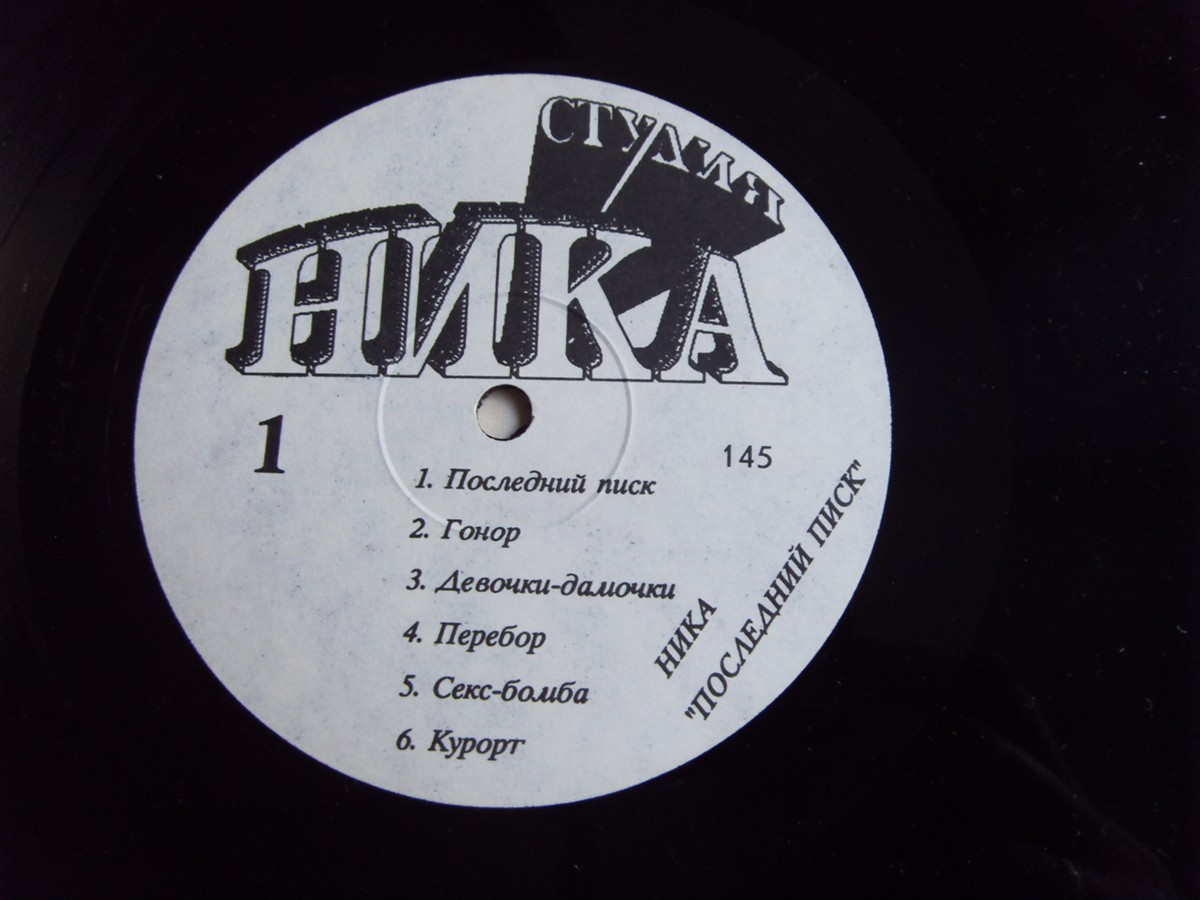 СТУДИЯ
НИКА
1
145
1. Последний писк
2. Гонор
3. Девочки-дамочки
4. Перебор
5. Секс-бомба
6. Курорт
НИКА
"ПОСЛЕДНИЙ ПИСК"